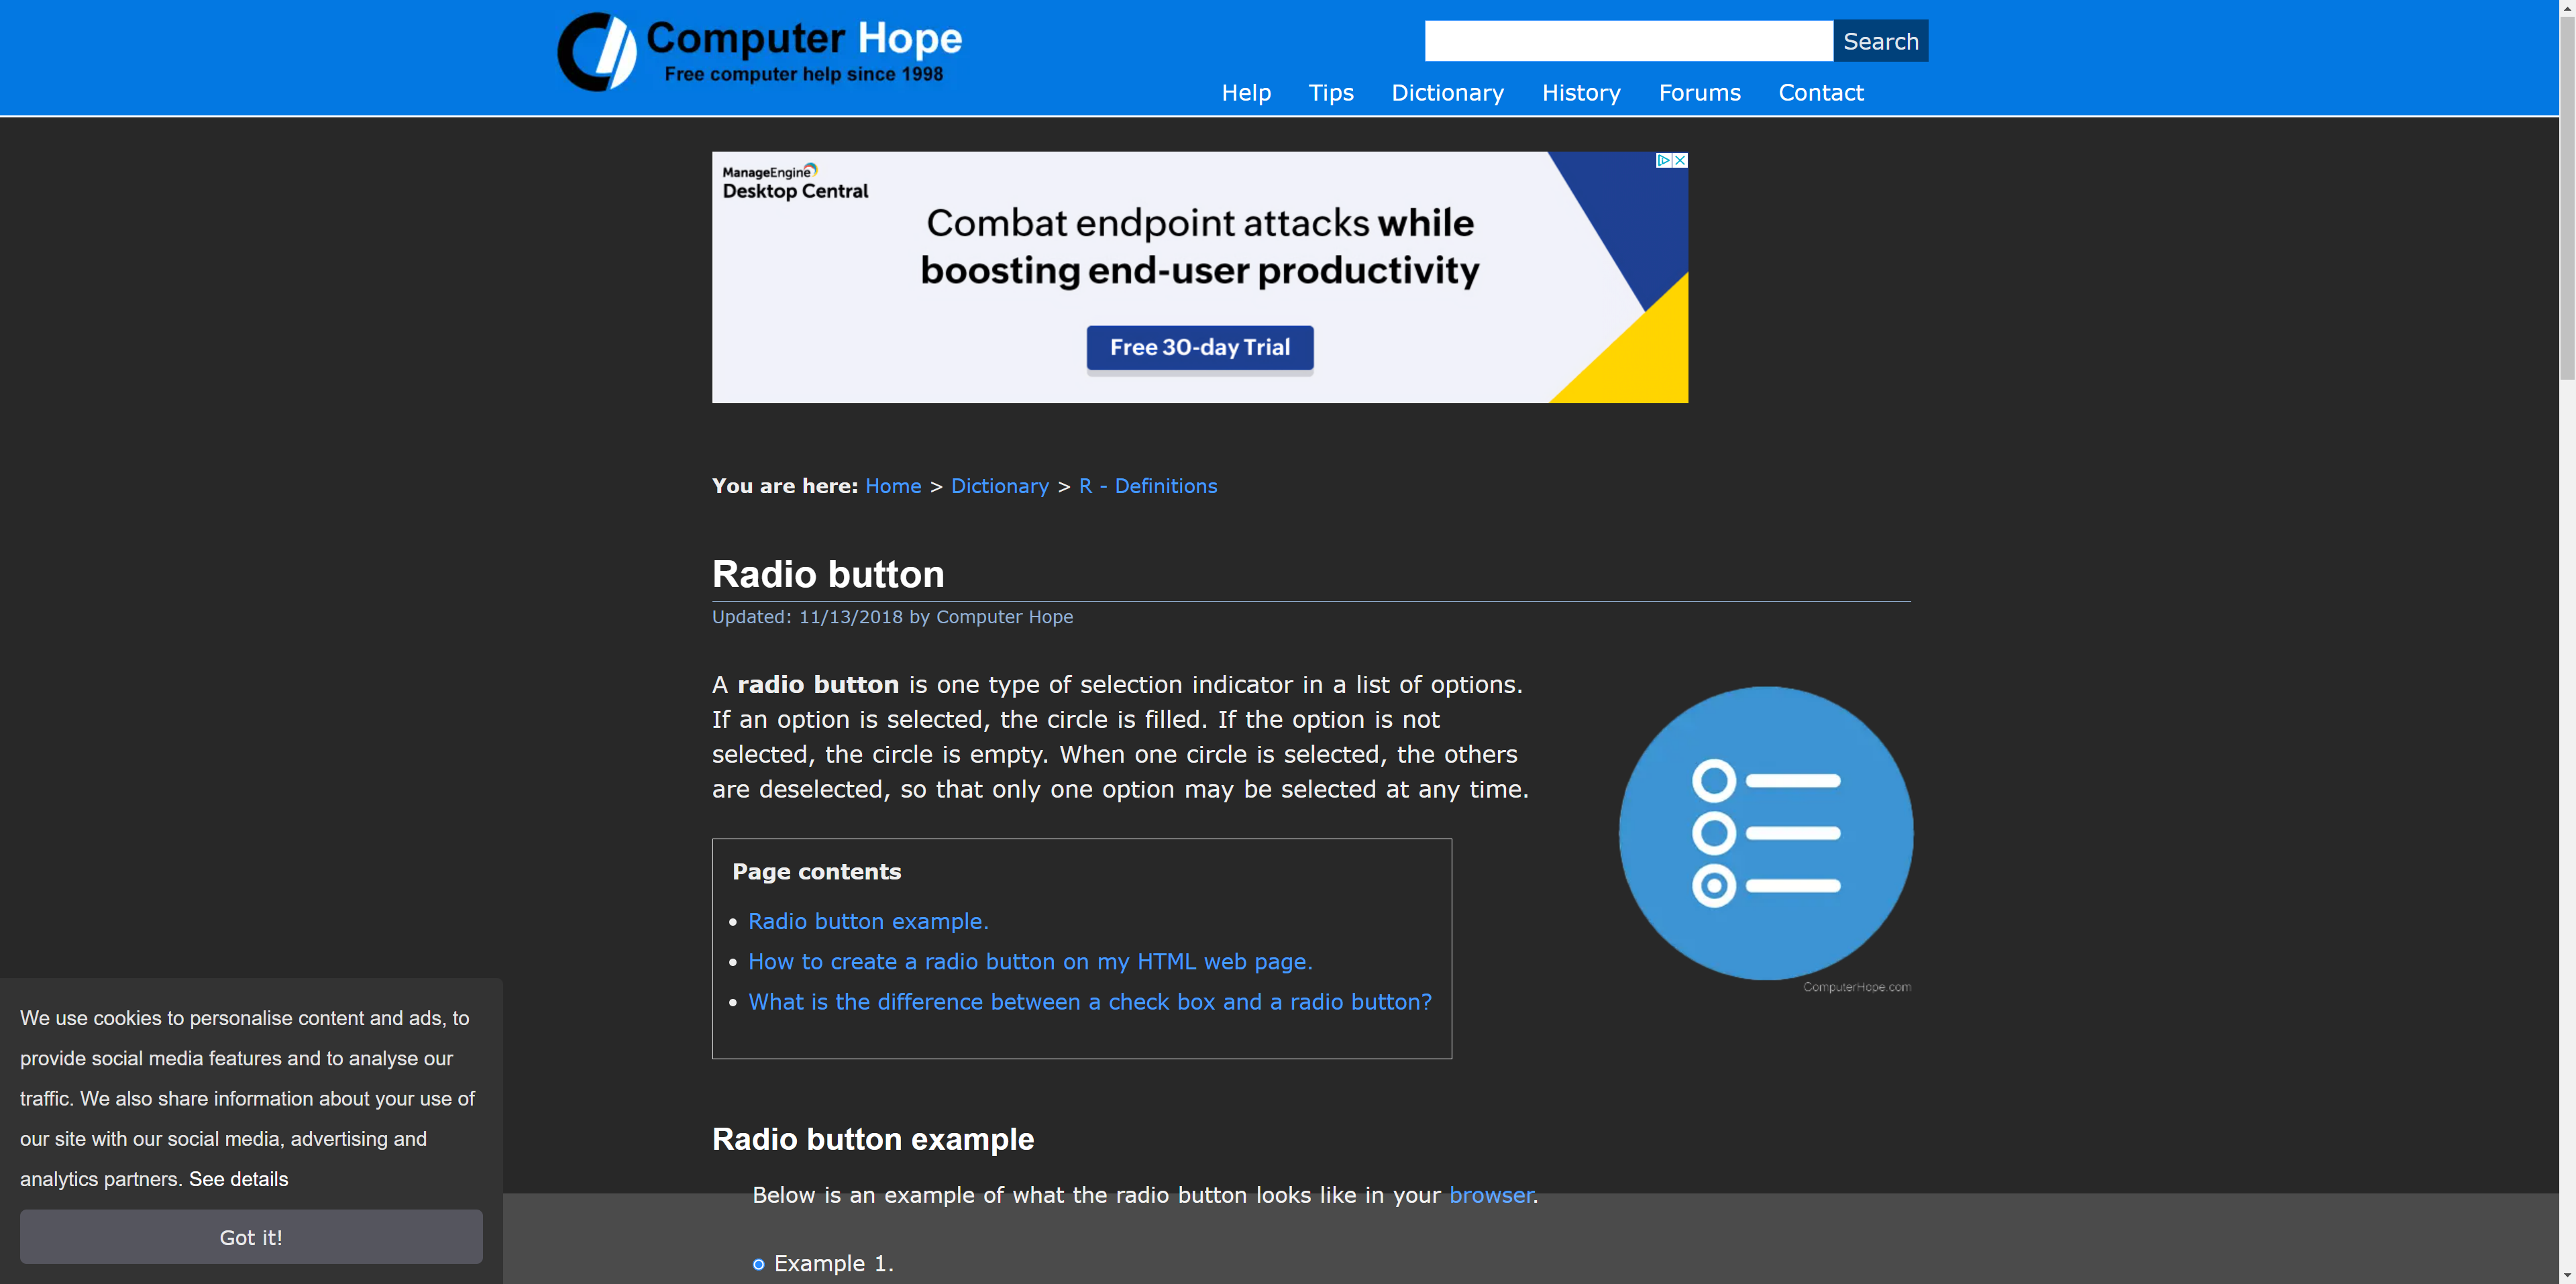 Computer Hope
Free computer help since 1998
Search
Help Tips Dictionary History Forums Contact
ManageEngine
Desktop Central
Combat endpoint attacks while
boosting end-user productivity
Free 30-day Trial
You are here: Home > Dictionary > R - Definitions
Radio button
Updated: 11/13/2018 by Computer Hope
A radio button is one type of selection indicator in a list of options.
If an option is selected, the circle is filled. If the option is not
selected, the circle is empty. When one circle is selected, the others
are deselected, so that only one option may be selected at any time.
ComputerHope.com
Page contents
• Radio button example.
• How to create a radio button on my HTML web page.
• What is the difference between a check box and a radio button?
Radio button example
Below is an example of what the radio button looks like in your browser.
Example 1.
We use cookies to personalise content and ads, to
provide social media features and to analyse our
traffic. We also share information about your use of
our site with our social media, advertising and
analytics partners. See details
Got it!